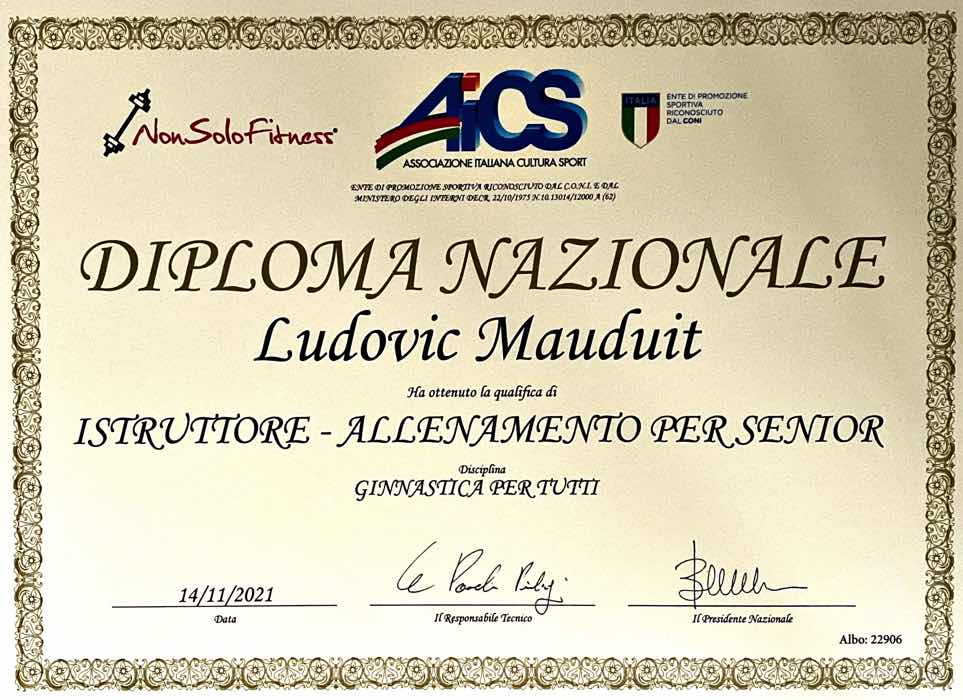 NonSoloFitness
AiCS
ASSOCIAZIONE ITALIANA CULTURA SPORT
ITALIA
ENTE DI PROMOZIONE
SPORTIVA
RICONOSCIUTO
DAL CONI
ENTE DI PROMOZIONE SPORTIVA RICONOSCIUTO DAL C.O.N.I. E DAL
MINISTERO DEGLI INTERNI DECR. 22/10/1975 N.10.13014/12000 A (62)
DIPLOMA NAZIONALE
Ludovic Mauduit
Ha ottenuto la qualifica di
ISTRUTTORE - ALLENAMENTO PER SENIOR
Disciplina
GINNASTICA PER TUTTI
14/11/2021
Data
Il Responsabile Tecnico
Il Presidente Nazionale
Albo: 22906